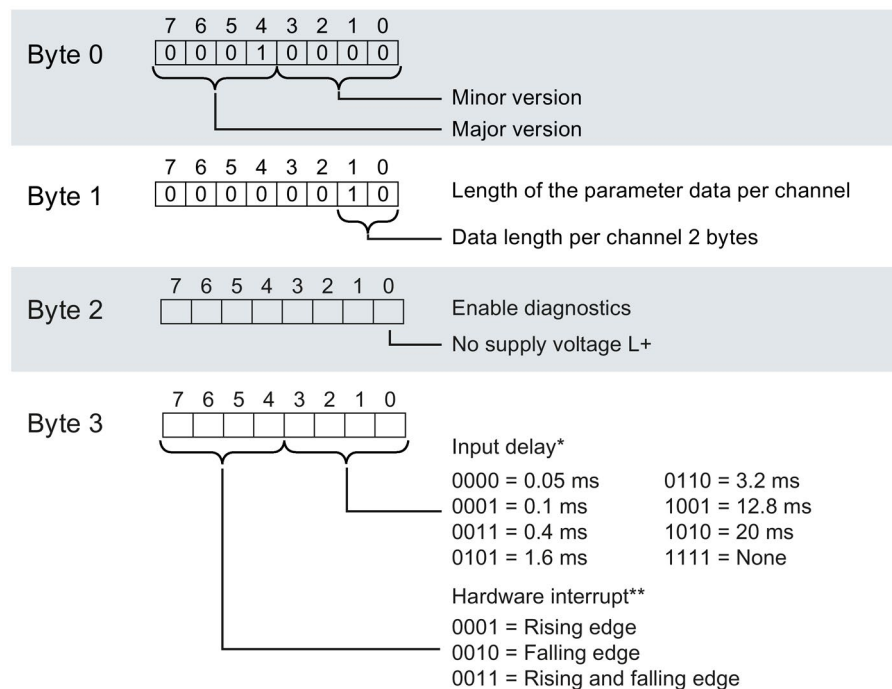 7 6 5 4 3 2 1 0
Byte 0 0 0 0 1 0 0 0 0
Minor version
Major version
7 6 5 4 3 2 1 0
Byte 1 0 0 0 0 0 0 1 0 Length of the parameter data per channel
Data length per channel 2 bytes
7 6 5 4 3 2 1 0
Byte 2 Enable diagnostics
No supply voltage L+
7 6 5 4 3 2 1 0
Byte 3
Input delay*
0000 = 0.05 ms 0110 = 3.2 ms
0001 = 0.1 ms 1001 = 12.8 ms
0011 = 0.4 ms 1010 = 20 ms
0101 = 1.6 ms 1111 = None
Hardware interrupt**
0001 = Rising edge
0010 = Falling edge
0011 = Rising and falling edge